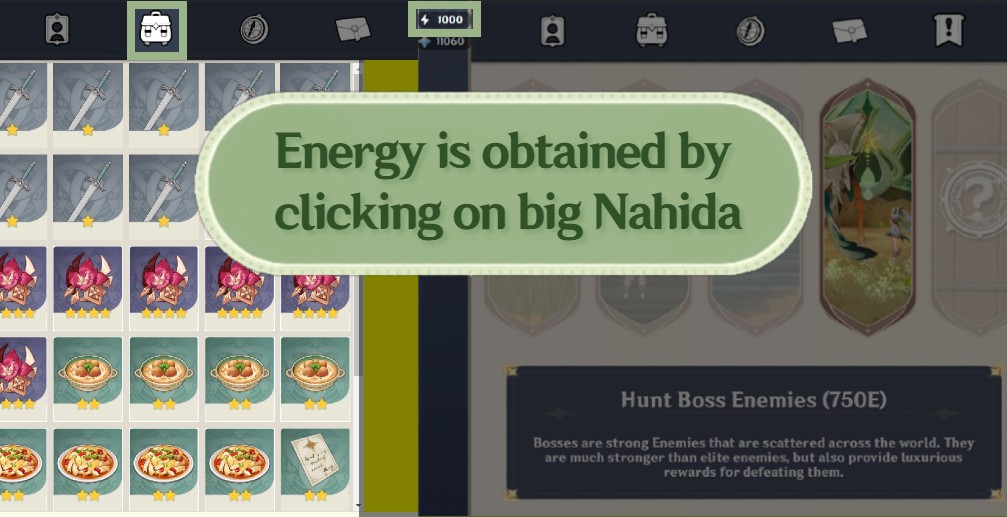 1000
11060
Energy is obtained by
clicking on big Nahida
Hunt Boss Enemies (750E)
Bosses are strong Enemies that are scattered across the world. They
are much stronger than elite enemies, but also provide luxurious
rewards for defeating them.